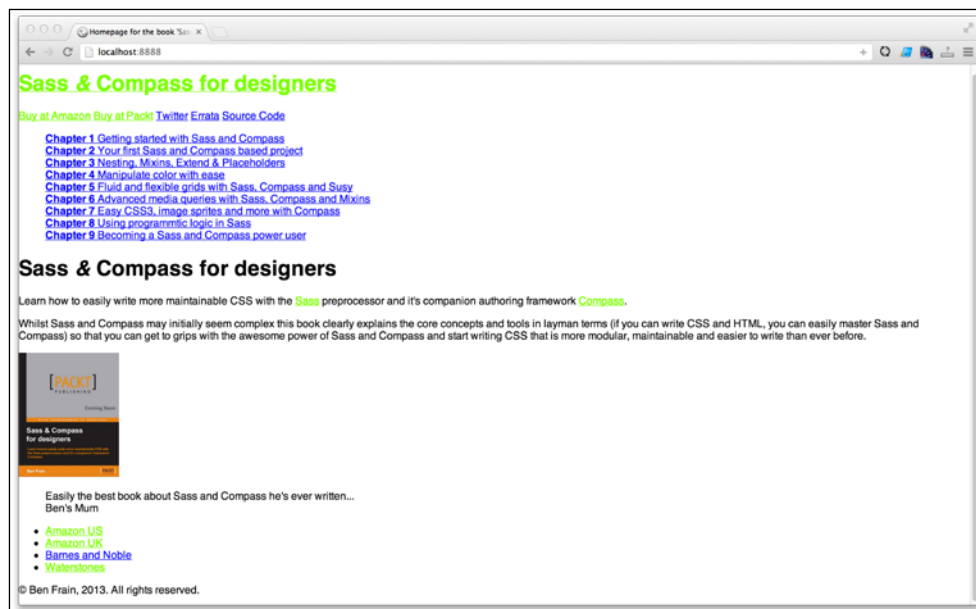 Homepage for the book 'Sas
localhost:8888
Sass & Compass for designers
Buy at Amazon Buy at Packt Twitter Errata Source Code
Chapter 1 Getting started with Sass and Compass
Chapter 2 Your first Sass and Compass based project
Chapter 3 Nesting, Mixins, Extend & Placeholders
Chapter 4 Manipulate color with ease
Chapter 5 Fluid and flexible grids with Sass, Compass and Susy
Chapter 6 Advanced media queries with Sass, Compass and Mixins
Chapter 7 Easy CSS3, image sprites and more with Compass
Chapter 8 Using programmtic logic in Sass
Chapter 9 Becoming a Sass and Compass power user
Sass & Compass for designers
Learn how to easily write more maintainable CSS with the Sass preprocessor and it's companion authoring framework Compass.
Whilst Sass and Compass may initially seem complex this book clearly explains the core concepts and tools in layman terms (if you can write CSS and HTML, you can easily master Sass and
Compass) so that you can get to grips with the awesome power of Sass and Compass and start writing CSS that is more modular, maintainable and easier to write than ever before.
[PACKT]
PUBLISHING
Sass & Compass
for designers
Ben Frain
Easily the best book about Sass and Compass he's ever written...
Ben's Mum
Amazon US
Amazon UK
Barnes and Noble
Waterstones
© Ben Frain, 2013. All rights reserved.